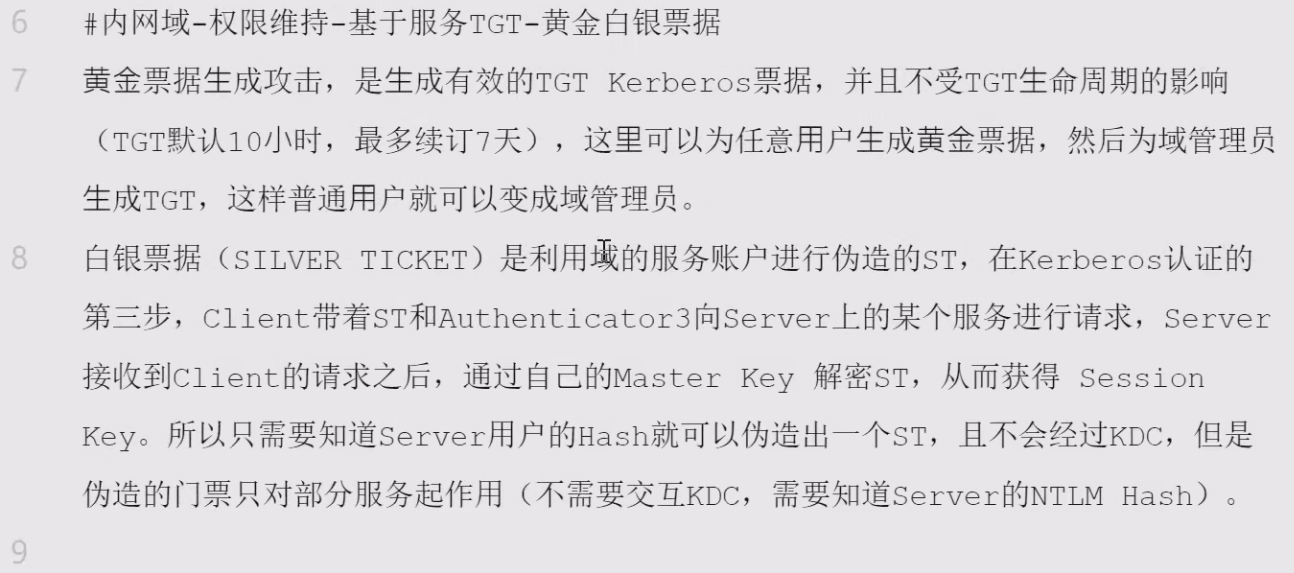 6 #内网域-权限维持-基于服务TGT-黄金白银票据
7 黄金票据生成攻击，是生成有效的TGT Kerberos票据，并且不受TGT生命周期的影响
（TGT默认10小时，最多续订7天），这里可以为任意用户生成黄金票据，然后为域管理员
生成TGT，这样普通用户就可以变成域管理员。
8 白银票据（SILVER TICKET）是利用域的服务账户进行伪造的ST，在Kerberos认证的
第三步，Client带着ST和Authenticator3向Server上的某个服务进行请求，Server
接收到Client的请求之后，通过自己的Master Key 解密ST，从而获得 Session
Key。所以只需要知道Server用户的Hash就可以伪造出一个ST，且不会经过KDC，但是
伪造的门票只对部分服务起作用（不需要交互KDC，需要知道Server的NTLM Hash）。
9